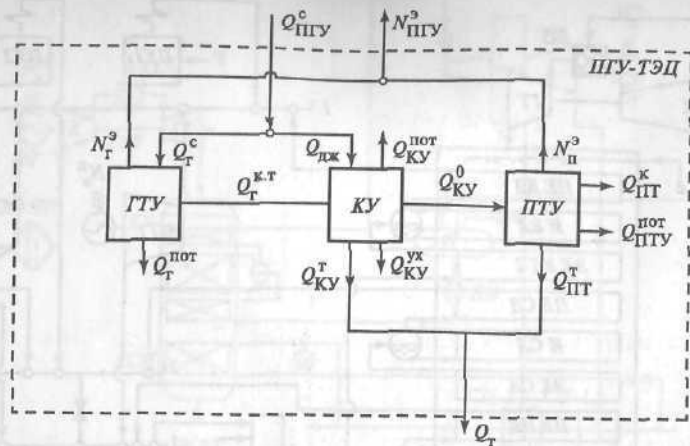 Q^с_ПГУ N^э_ПГУ
ПГУ-ТЭЦ
N^э_г Q^с_г Q_дж Q^пот_КУ N^э_п
ГТУ Q^к.т_г КУ Q^0_КУ ПТУ Q^к_ПТ
Q^пот_ПТУ
Q^пот_г Q^т_КУ Q^ух_КУ Q^т_ПТ
Q_т